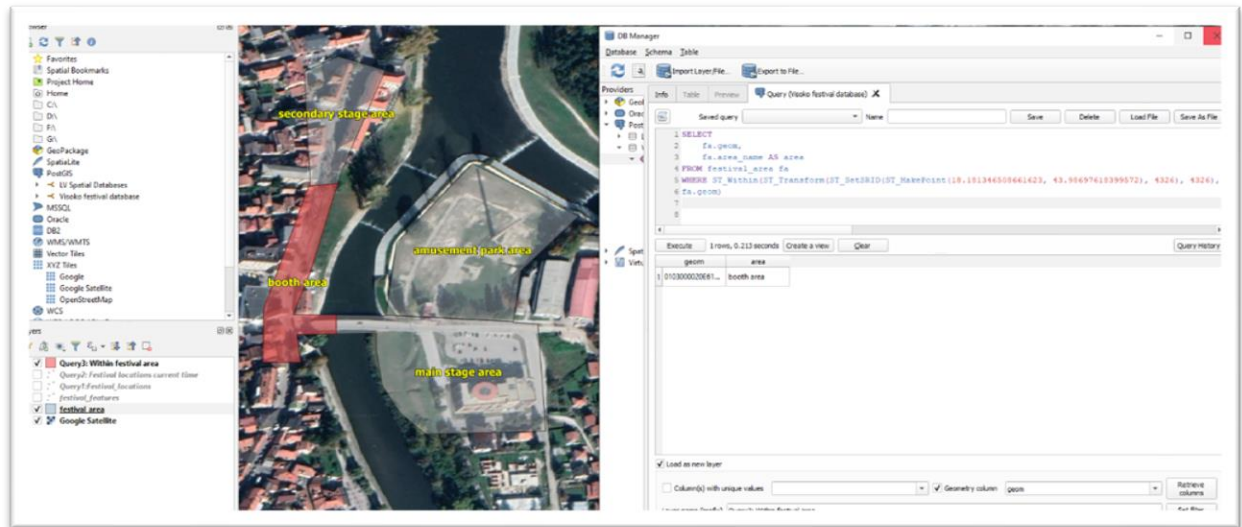 Favorites
Spatial Bookmarks
Project Home
Home
C:\
D:\
F:\
G:\
GeoPackage
SpatiaLite
PostGIS
LV Spatial Databases
Visoko festival database
MSSQL
Oracle
DB2
WMS/WMTS
Vector Tiles
XYZ Tiles
Google
Google Satellite
OpenStreetMap
WCS
Query3: Within festival area
Query2: Festival locations current time
Query1:Festival_locations
festival_features
festival_area
Google Satellite
secondary stage area
amusement park area
booth area
main stage area
DB Manager
Database Schema Table
Import Layer/File... Export to File...
Providers
Info Table Preview Query (Visoko festival database) X
Saved query Name Save Delete Load File Save As File
1 SELECT
2 fa.geom,
3 fa.area_name AS area
4 FROM festival_area fa
5 WHERE ST_Within(ST_Transform(ST_SetSRID(ST_MakePoint(18.181346508661623, 43.98697618399572), 4326), 4326),
6 fa.geom)
7
8
Execute 1 rows, 0.213 seconds Create a view Clear Query History
geom area
1 0103000020E61... booth area
Load as new layer
Column(s) with unique values Geometry column geom Retrieve columns